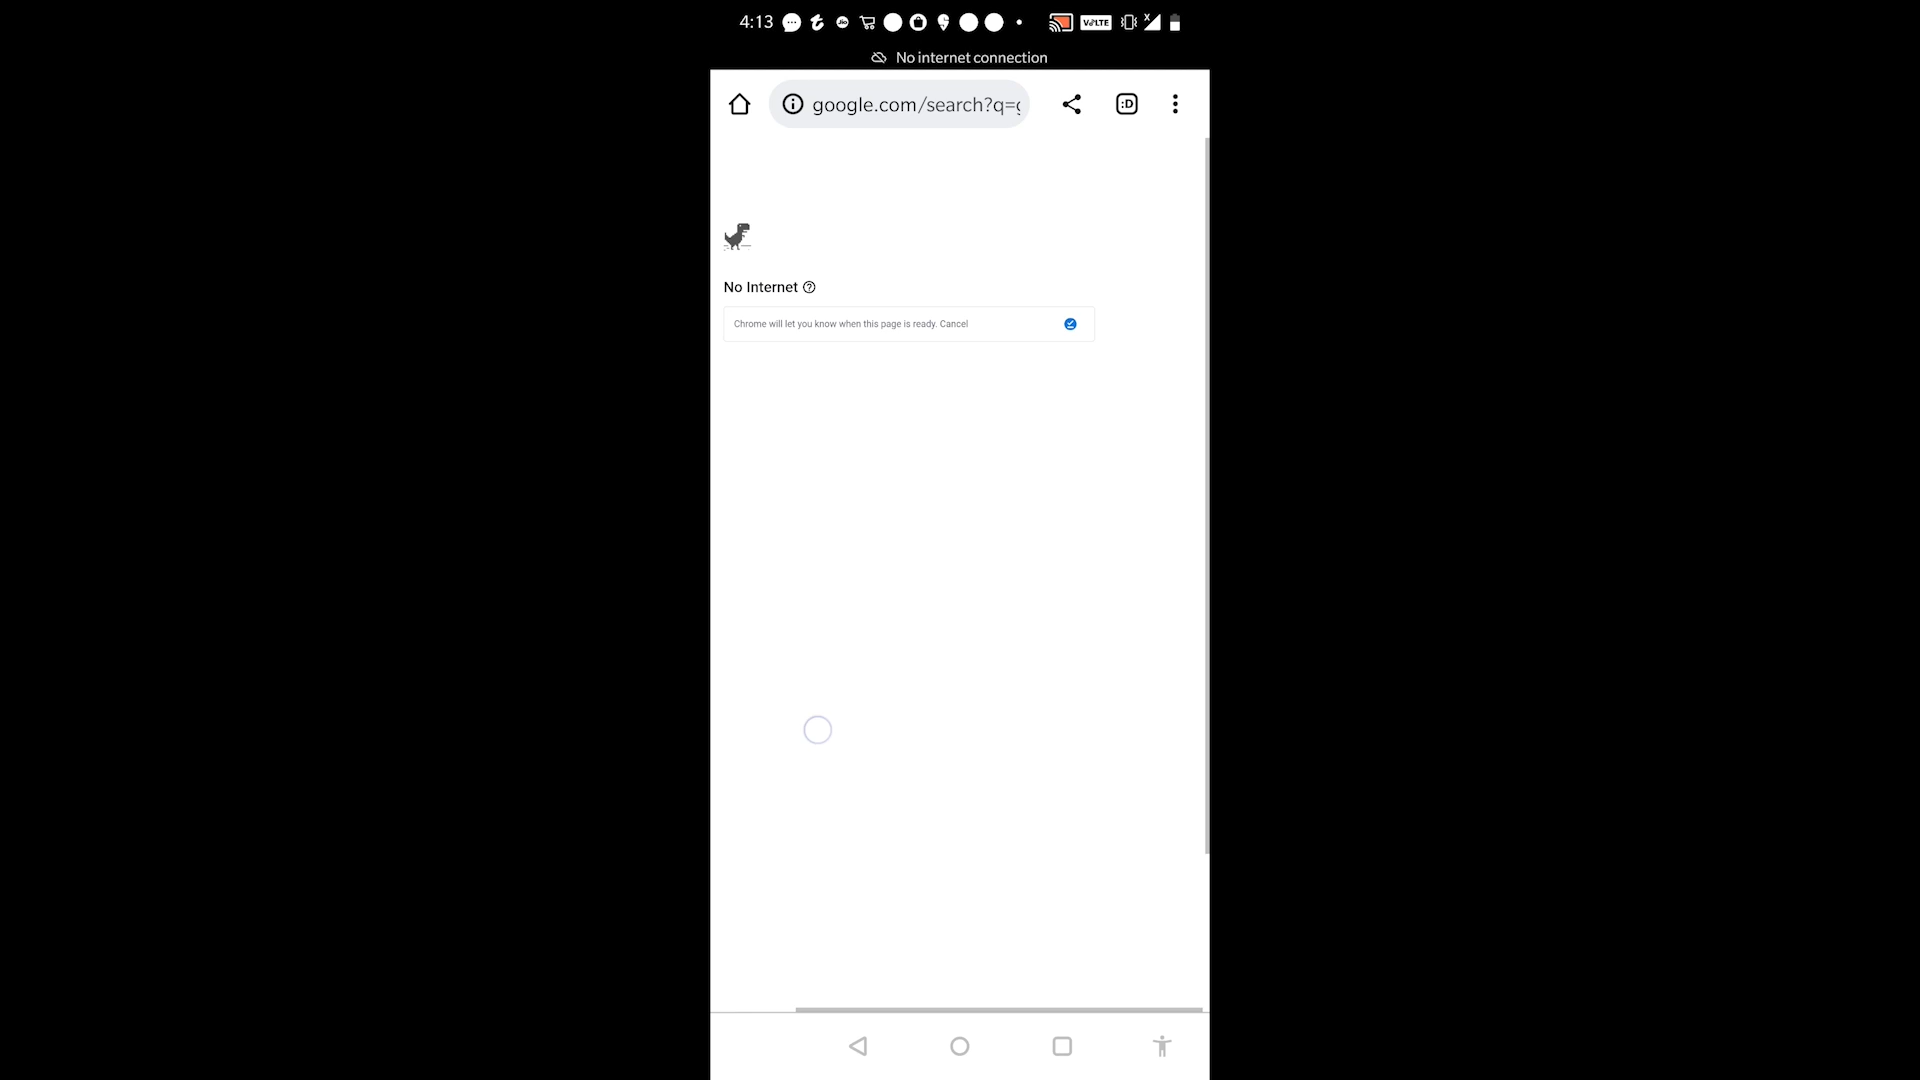 4:13
VoLTE
No internet connection
google.com/search?q=
:D
No Internet
Chrome will let you know when this page is ready. Cancel